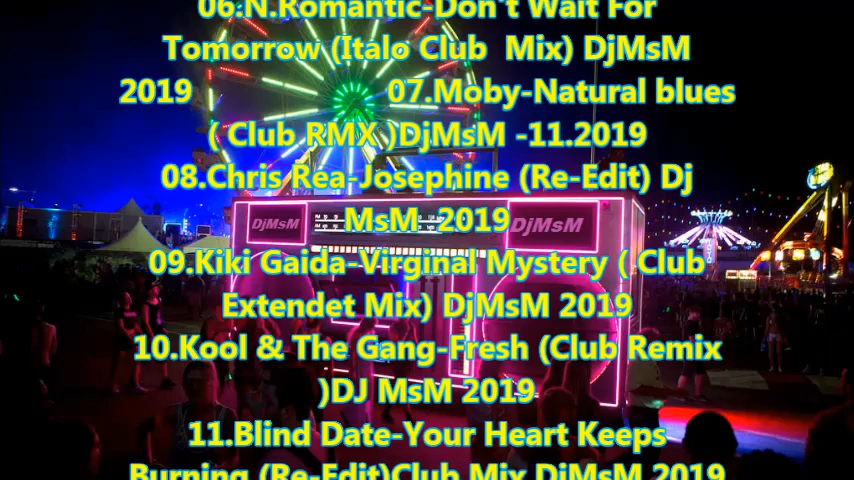 06.N.Romantic-Don't Wait For
Tomorrow (Italo Club  Mix) DjMsM
2019 07.Moby-Natural blues
( Club RMX )DjMsM -11.2019
08.Chris Rea-Josephine (Re-Edit) Dj
MsM  2019
DjMsM
DjMsM
09.Kiki Gaida-Virginal Mystery ( Club
Extendet Mix) DjMsM 2019
10.Kool & The Gang-Fresh (Club Remix
)DJ MsM 2019
11.Blind Date-Your Heart Keeps
Burning (Re-Edit)Club Mix DjMsM 2019